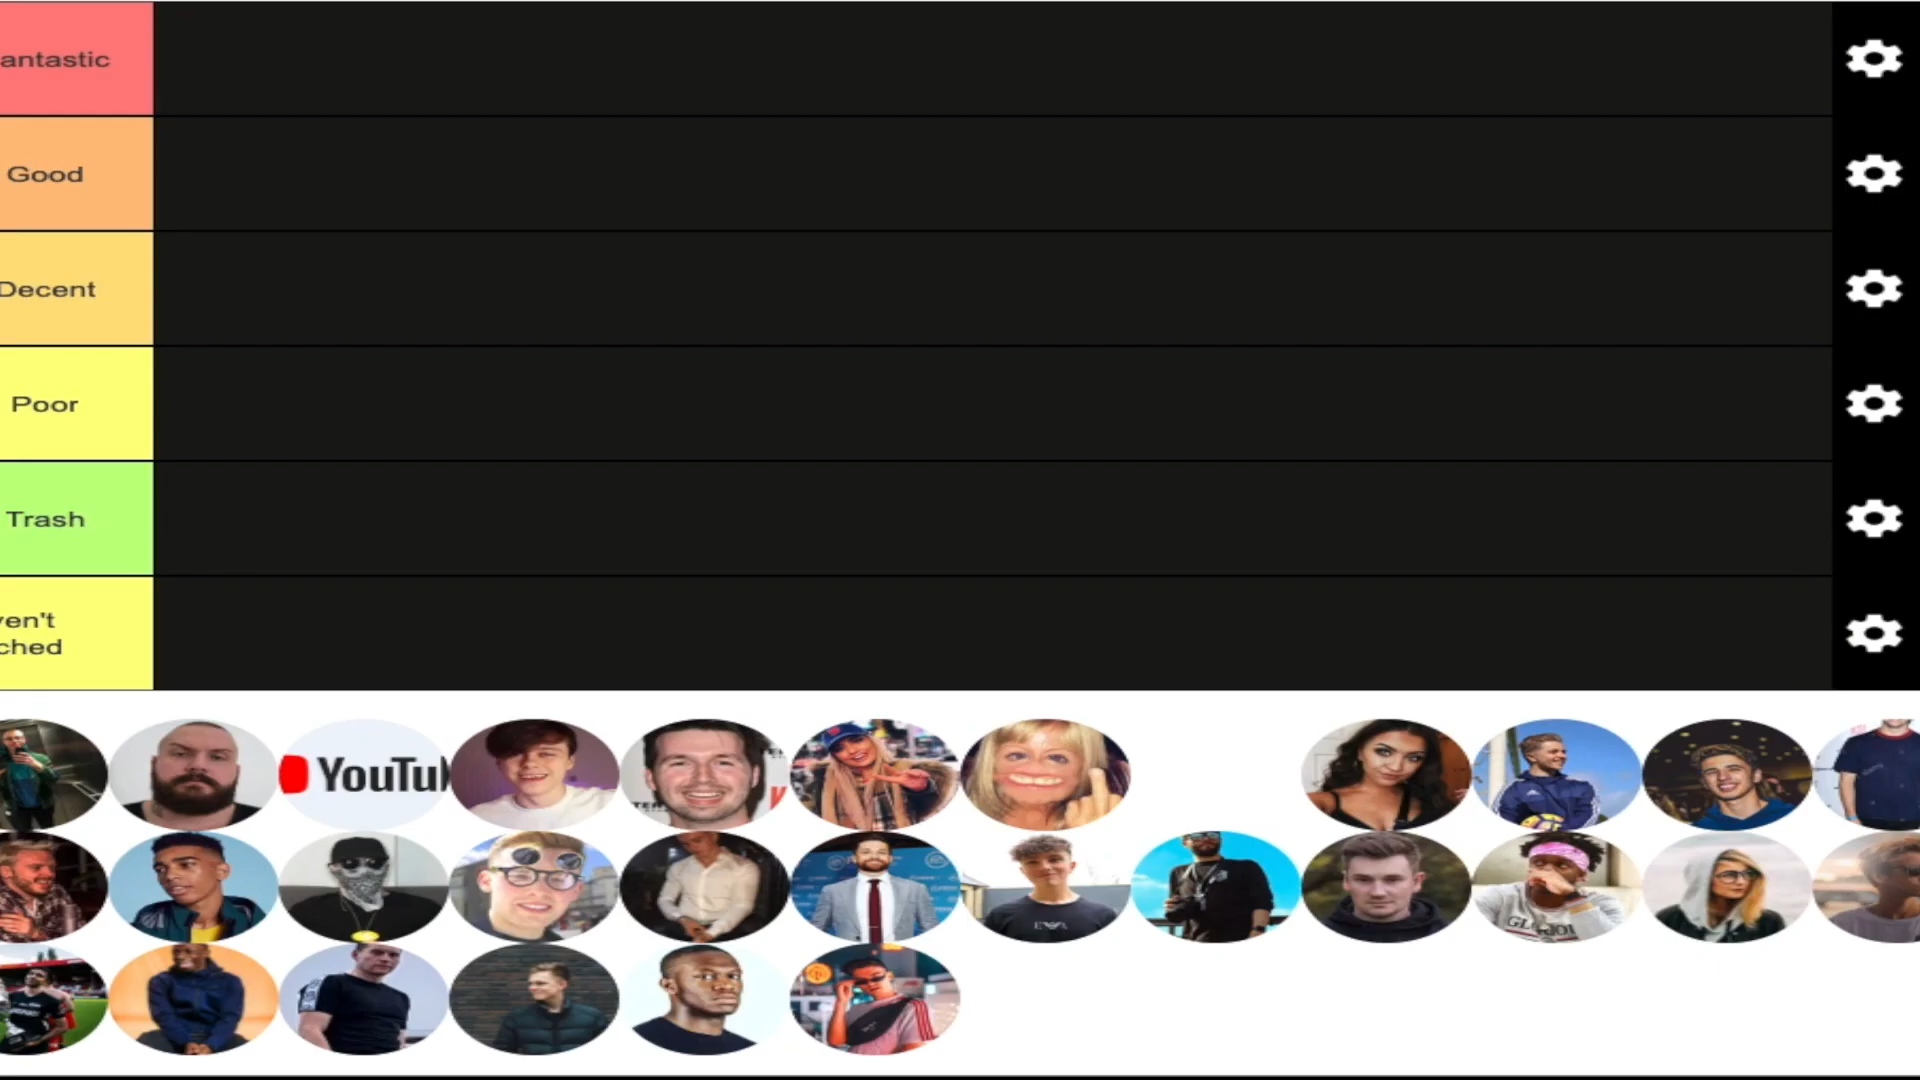 antastic
Good
Decent
Poor
Trash
ven't
ched
YouTu